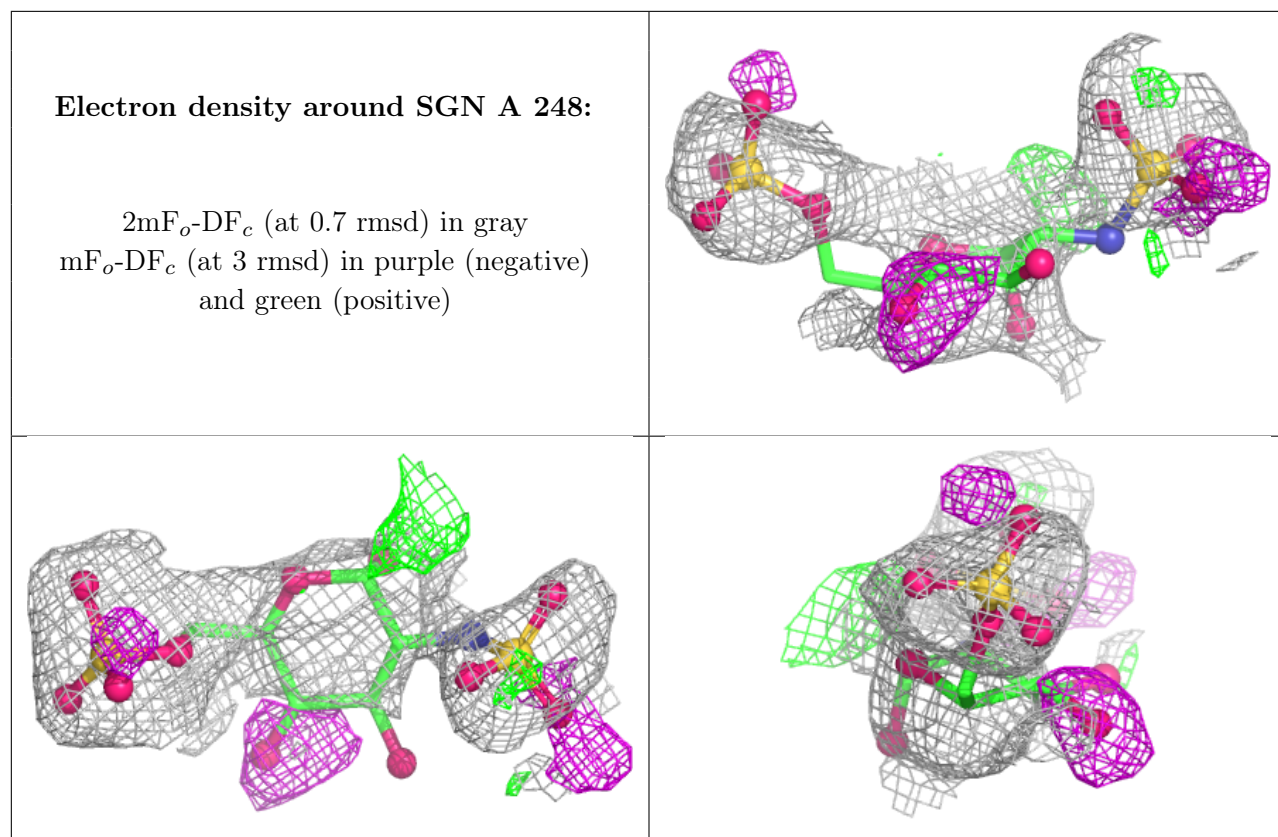 Electron density around SGN A 248:
2mFo-DFc (at 0.7 rmsd) in gray
mFo-DFc (at 3 rmsd) in purple (negative)
and green (positive)